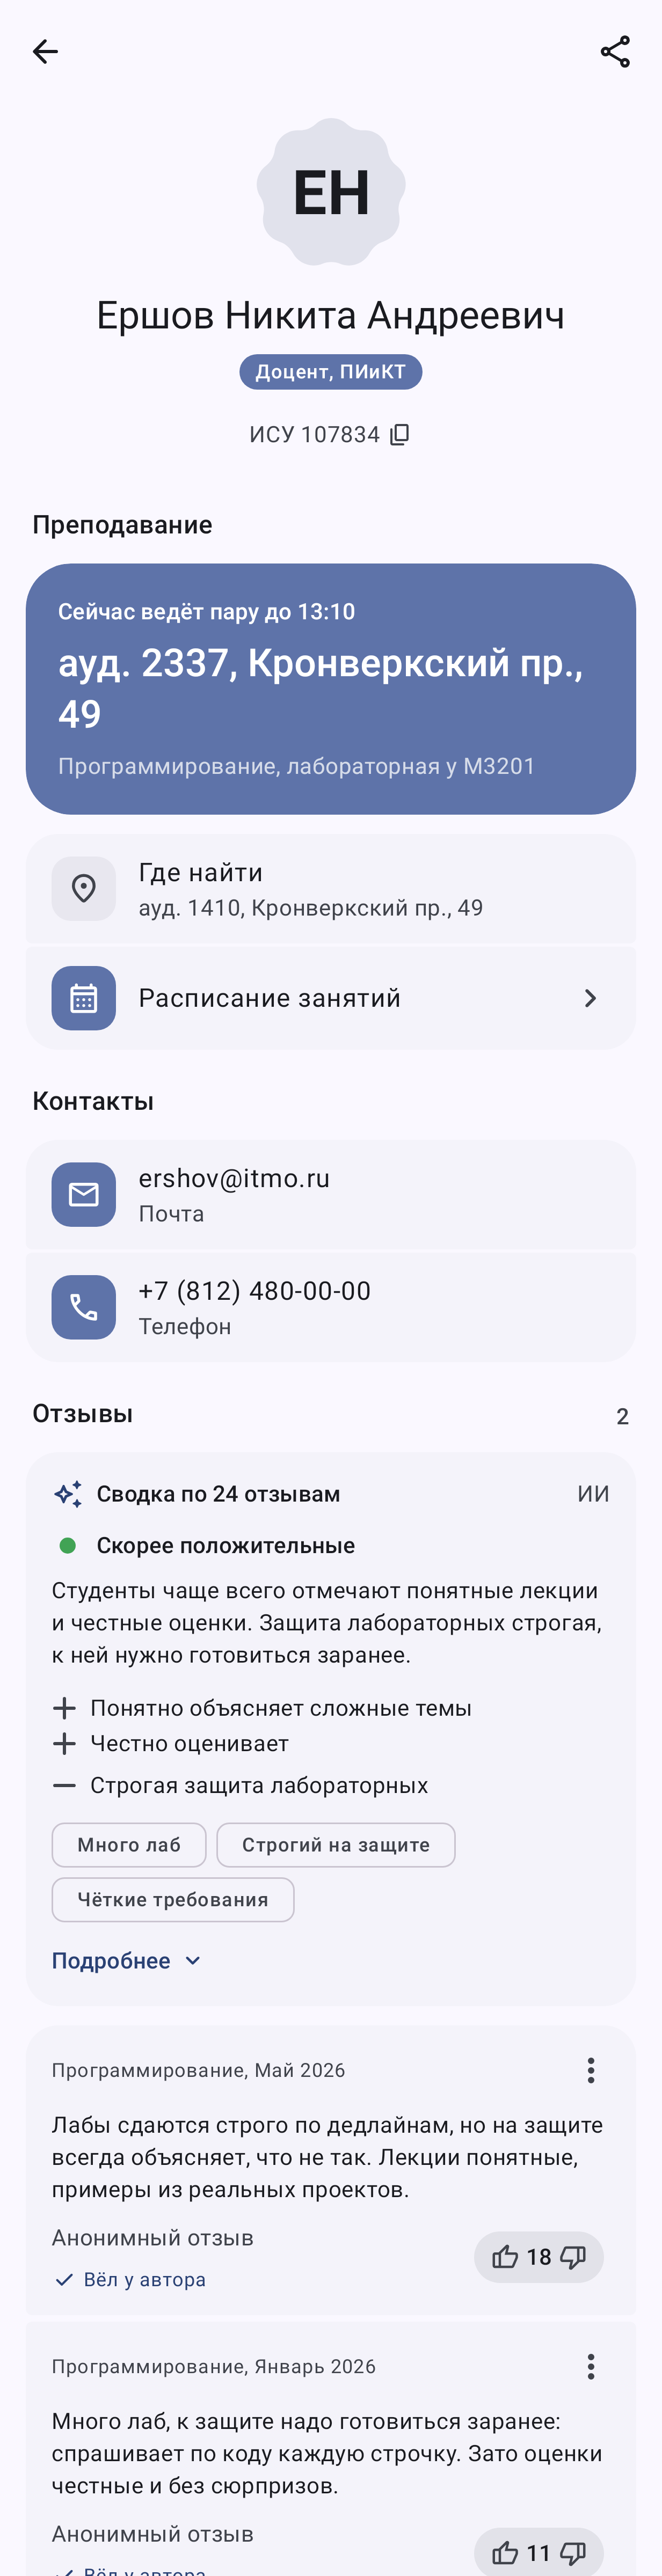 ЕН
Ершов Никита Андреевич
Доцент, ПИиКТ
ИСУ 107834
Преподавание
Сейчас ведёт пару до 13:10
ауд. 2337, Кронверкский пр.,
49
Программирование, лабораторная у M3201
Где найти
ауд. 1410, Кронверкский пр., 49
Расписание занятий
Контакты
ershov@itmo.ru
Почта
+7 (812) 480-00-00
Телефон
Отзывы 2
Сводка по 24 отзывам ИИ
Скорее положительные
Студенты чаще всего отмечают понятные лекции
и честные оценки. Защита лабораторных строгая,
к ней нужно готовиться заранее.
Понятно объясняет сложные темы
Честно оценивает
Строгая защита лабораторных
Много лаб
Строгий на защите
Чёткие требования
Подробнее
Программирование, Май 2026
Лабы сдаются строго по дедлайнам, но на защите
всегда объясняет, что не так. Лекции понятные,
примеры из реальных проектов.
Анонимный отзыв
18
Вёл у автора
Программирование, Январь 2026
Много лаб, к защите надо готовиться заранее:
спрашивает по коду каждую строчку. Зато оценки
честные и без сюрпризов.
Анонимный отзыв
11
Вёл у автора